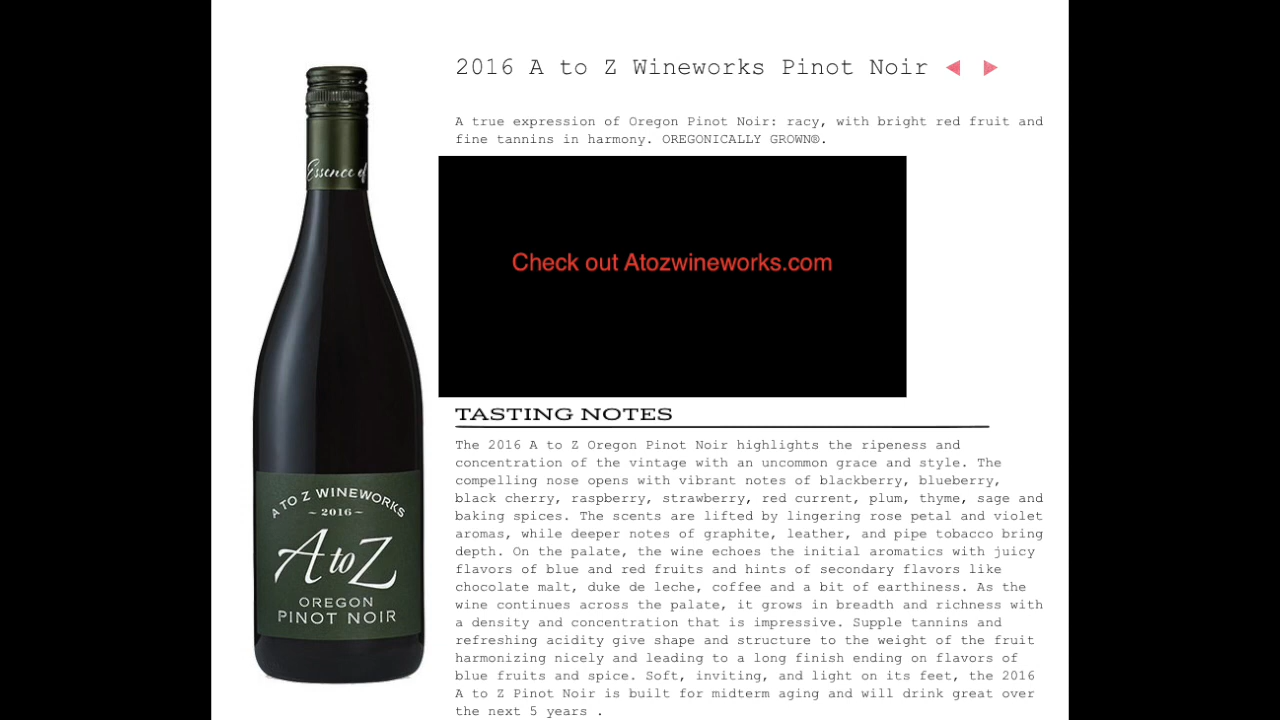 2016 A to Z Wineworks Pinot Noir
A true expression of Oregon Pinot Noir: racy, with bright red fruit and
fine tannins in harmony. OREGONICALLY GROWN®.
Essence of
Check out Atozwineworks.com
TASTING NOTES
The 2016 A to Z Oregon Pinot Noir highlights the ripeness and
concentration of the vintage with an uncommon grace and style. The
compelling nose opens with vibrant notes of blackberry, blueberry,
black cherry, raspberry, strawberry, red current, plum, thyme, sage and
baking spices. The scents are lifted by lingering rose petal and violet
aromas, while deeper notes of graphite, leather, and pipe tobacco bring
depth. On the palate, the wine echoes the initial aromatics with juicy
flavors of blue and red fruits and hints of secondary flavors like
chocolate malt, duke de leche, coffee and a bit of earthiness. As the
wine continues across the palate, it grows in breadth and richness with
a density and concentration that is impressive. Supple tannins and
refreshing acidity give shape and structure to the weight of the fruit
harmonizing nicely and leading to a long finish ending on flavors of
blue fruits and spice. Soft, inviting, and light on its feet, the 2016
A to Z Pinot Noir is built for midterm aging and will drink great over
the next 5 years .
A TO Z WINEWORKS
~ 2016 ~
A to Z
OREGON
PINOT NOIR